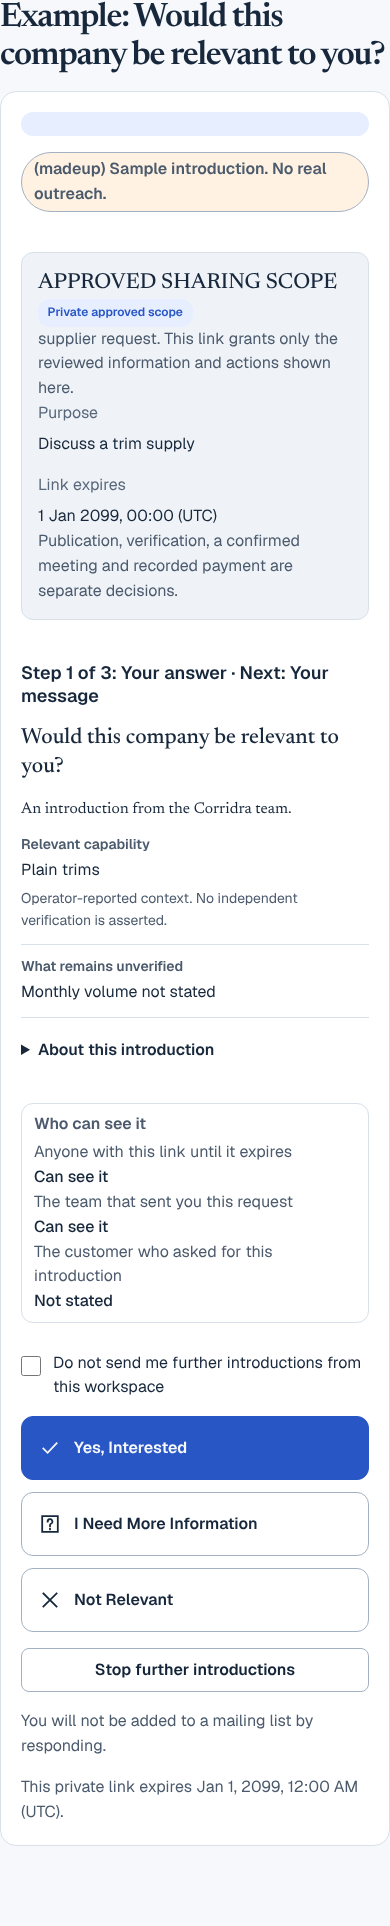 Example: Would this
company be relevant to you?
(madeup) Sample introduction. No real
outreach.
APPROVED SHARING SCOPE
Private approved scope
supplier request. This link grants only the
reviewed information and actions shown
here.
Purpose
Discuss a trim supply
Link expires
1 Jan 2099, 00:00 (UTC)
Publication, verification, a confirmed
meeting and recorded payment are
separate decisions.
Step 1 of 3: Your answer · Next: Your
message
Would this company be relevant to
you?
An introduction from the Corridra team.
Relevant capability
Plain trims
Operator-reported context. No independent
verification is asserted.
What remains unverified
Monthly volume not stated
About this introduction
Who can see it
Anyone with this link until it expires
Can see it
The team that sent you this request
Can see it
The customer who asked for this
introduction
Not stated
Do not send me further introductions from
this workspace
Yes, Interested
I Need More Information
Not Relevant
Stop further introductions
You will not be added to a mailing list by
responding.
This private link expires Jan 1, 2099, 12:00 AM
(UTC).